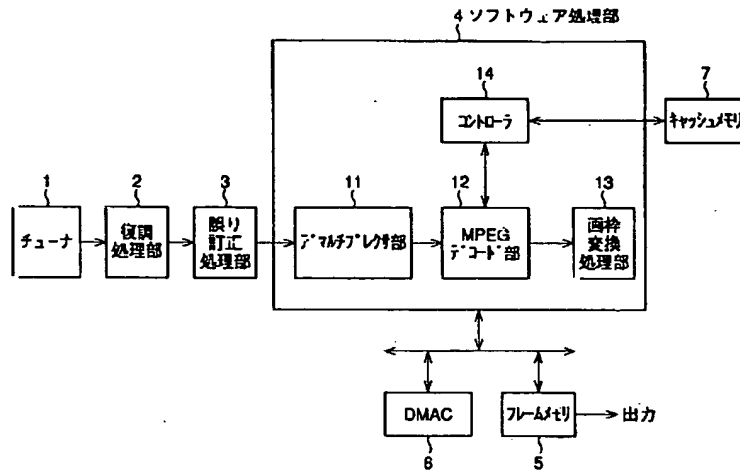 4 ソフトウェア処理部
14
コントローラ
7
キャッシュメモリ
1
チューナ
2
復調
処理部
3
誤り
訂正
処理部
11
デマルチプレクサ部
12
MPEG
デコード部
13
画枠
変換
処理部
DMAC
6
フレームメモリ
5
出力